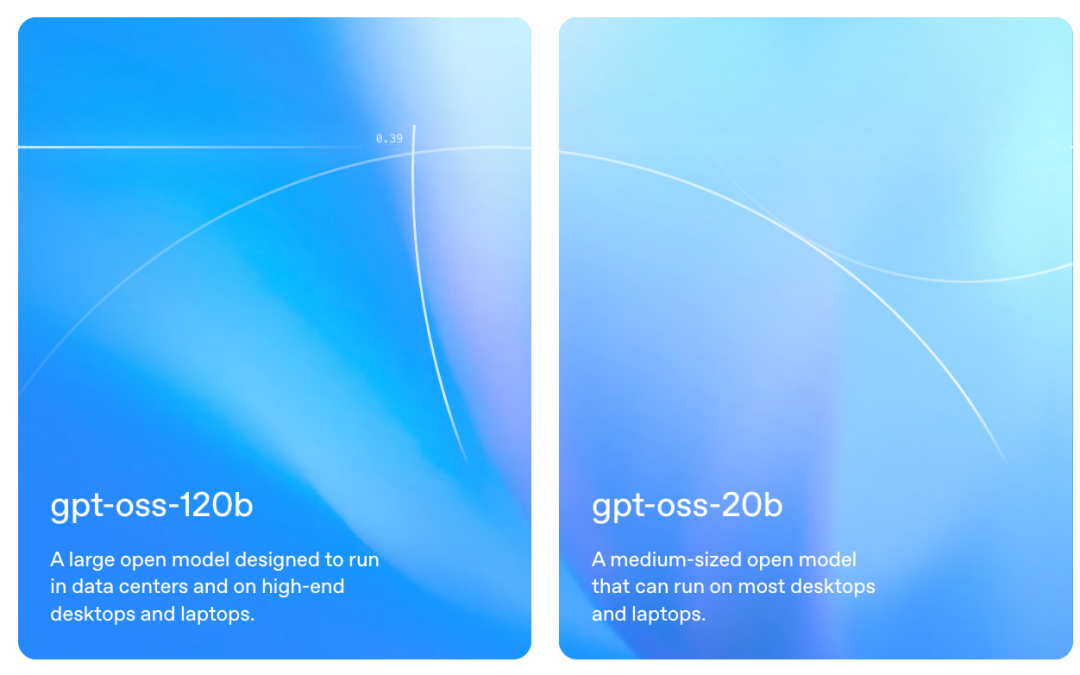 0.39
gpt-oss-120b
A large open model designed to run
in data centers and on high-end
desktops and laptops.
gpt-oss-20b
A medium-sized open model
that can run on most desktops
and laptops.